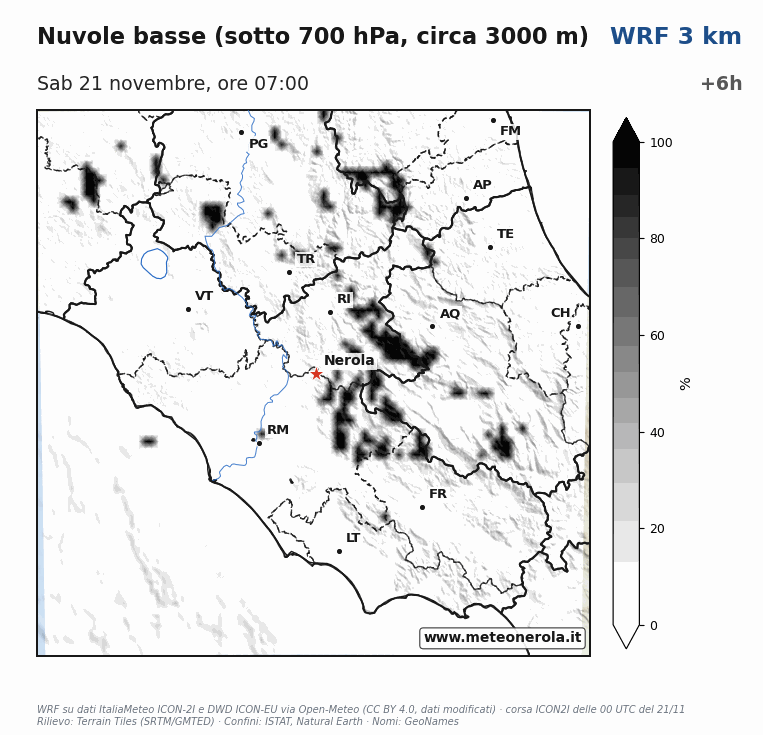 Nuvole basse (sotto 700 hPa, circa 3000 m) WRF 3 km
Sab 21 novembre, ore 07:00 +6h
FM
PG
AP
TE
TR
VT
RI
AQ
CH
Nerola
RM
FR
LT
www.meteonerola.it
100
80
60
40
20
0
%
WRF su dati ItaliaMeteo ICON-2I e DWD ICON-EU via Open-Meteo (CC BY 4.0, dati modificati) · corsa ICON2I delle 00 UTC del 21/11
Rilievo: Terrain Tiles (SRTM/GMTED) · Confini: ISTAT, Natural Earth · Nomi: GeoNames